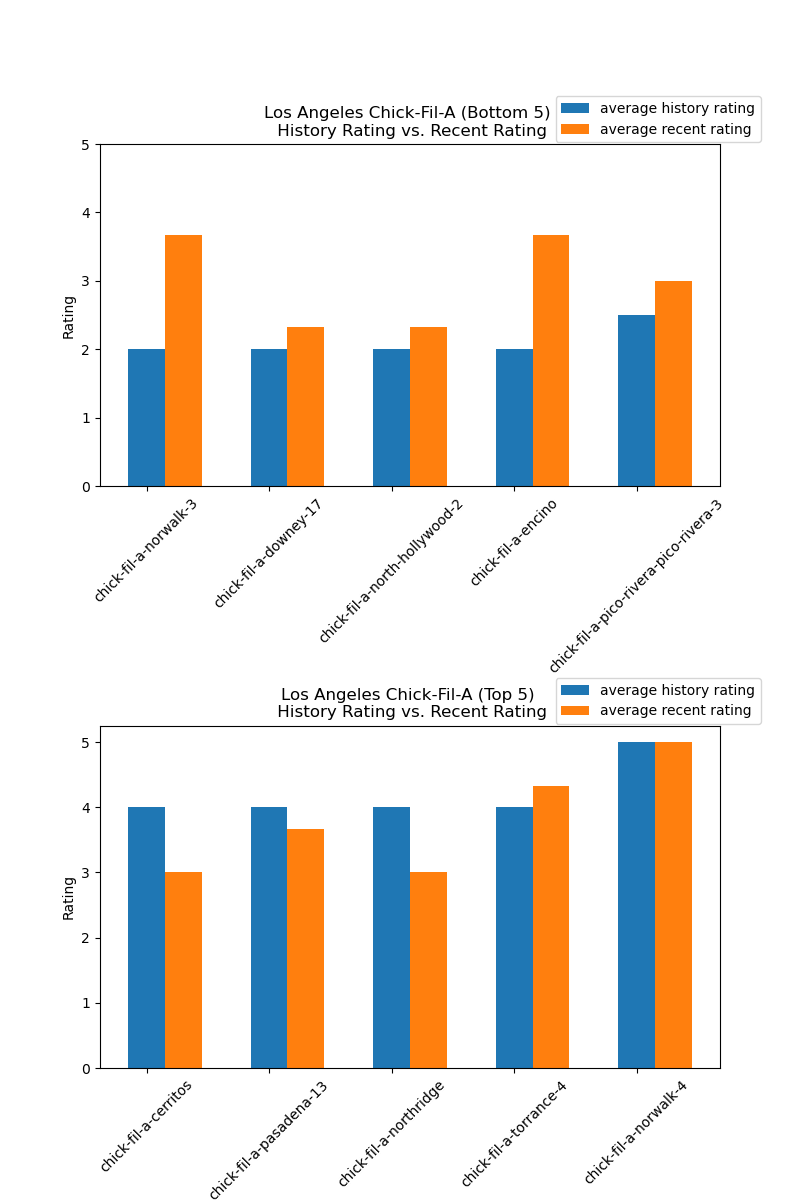 Los Angeles Chick-Fil-A (Bottom 5)
History Rating vs. Recent Rating
average history rating
average recent rating
Rating
5
4
3
2
1
0
chick-fil-a-norwalk-3
chick-fil-a-downey-17
chick-fil-a-north-hollywood-2
chick-fil-a-encino
chick-fil-a-pico-rivera-pico-rivera-3
Los Angeles Chick-Fil-A (Top 5)
History Rating vs. Recent Rating
average history rating
average recent rating
Rating
5
4
3
2
1
0
chick-fil-a-cerritos
chick-fil-a-pasadena-13
chick-fil-a-northridge
chick-fil-a-torrance-4
chick-fil-a-norwalk-4